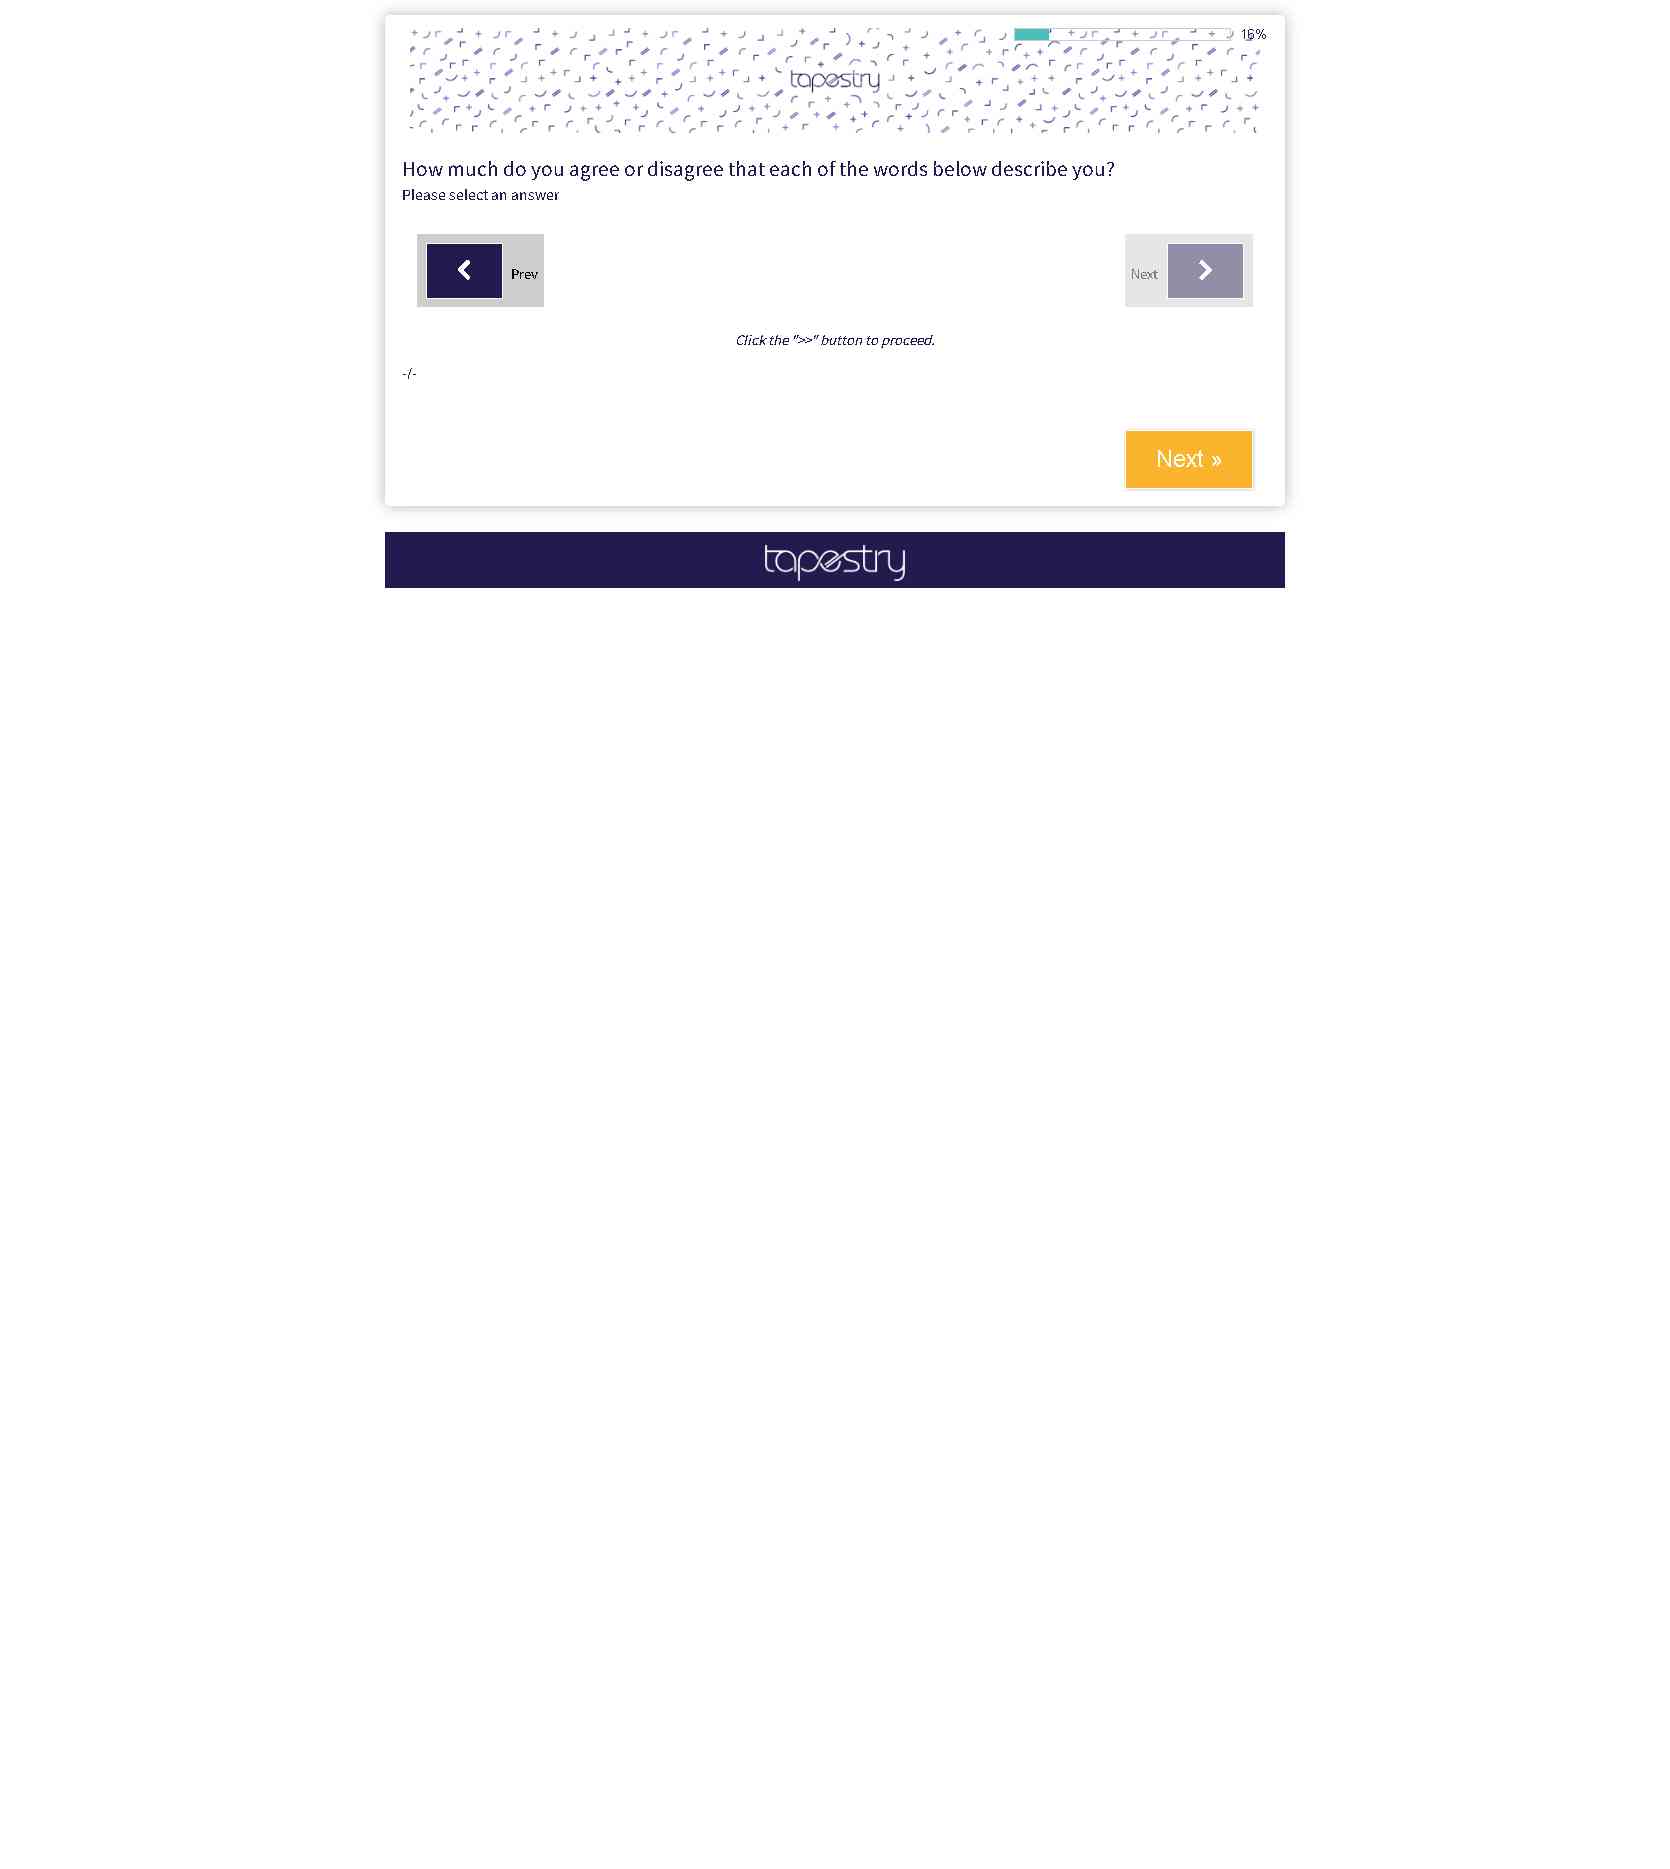 16%
tapestry
How much do you agree or disagree that each of the words below describe you?
Please select an answer
Prev
Next
Click the ">>" button to proceed.
-/-
Next »
tapestry